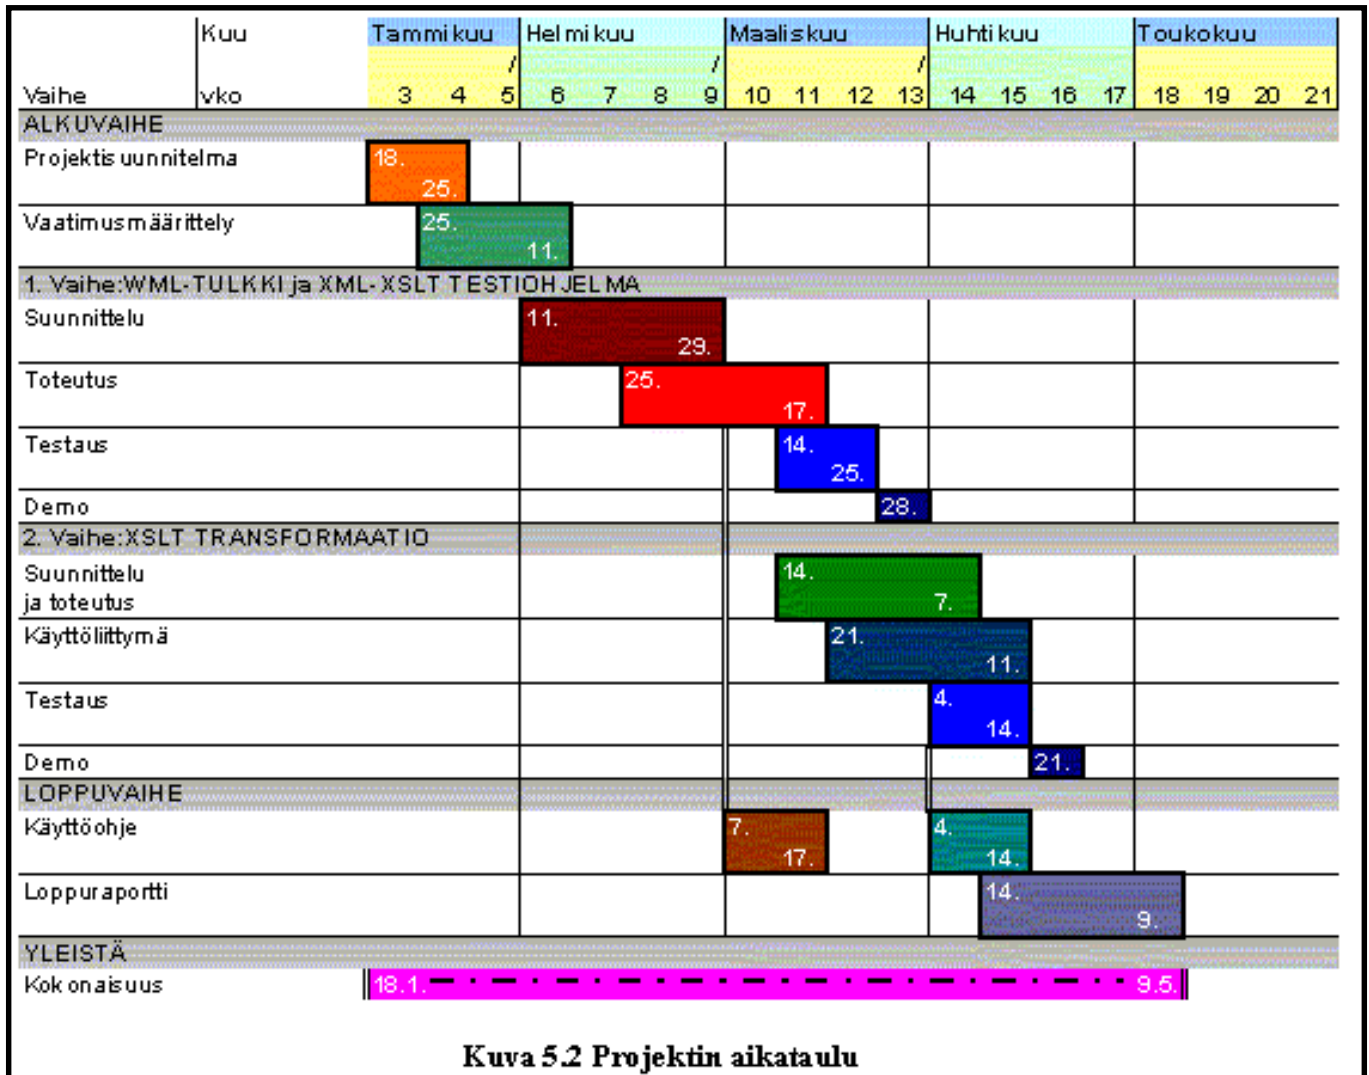 Kuu Tammikuu Helmikuu Maaliskuu Huhtikuu Toukokuu
/ / /
Vaihe vko 3 4 5 6 7 8 9 10 11 12 13 14 15 16 17 18 19 20 21
ALKUVAIHE
Projektisuunnitelma 18.
25.
Vaatimusmäärittely 25.
11.
1. Vaihe:WML-TULKKI ja XML-XSLT TESTIOHJELMA
Suunnittelu 11.
29.
Toteutus 25.
17.
Testaus 14.
25.
Demo 28.
2. Vaihe:XSLT TRANSFORMAATIO
Suunnittelu 14.
ja toteutus 7.
Käyttöliittymä 21.
11.
Testaus 4.
14.
Demo 21.
LOPPUVAIHE
Käyttöohje 7. 4.
17. 14.
Loppuraportti 14.
9.
YLEISTÄ
Kokonaisuus 18.1. 9.5.
Kuva 5.2 Projektin aikataulu